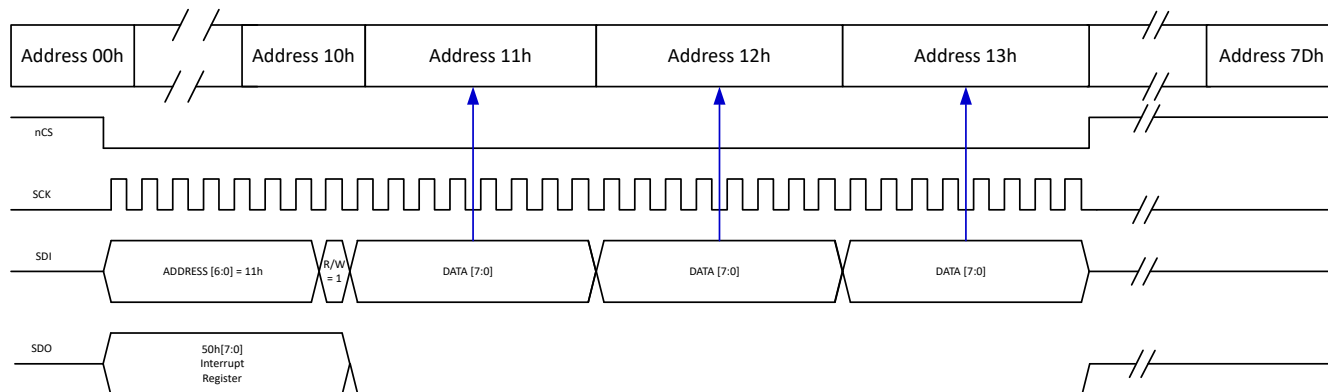 Address 00h
Address 10h
Address 11h
Address 12h
Address 13h
Address 7Dh
nCS
SCK
SDI
ADDRESS [6:0] = 11h
R/W
= 1
DATA [7:0]
DATA [7:0]
DATA [7:0]
SDO
50h[7:0]
Interrupt
Register